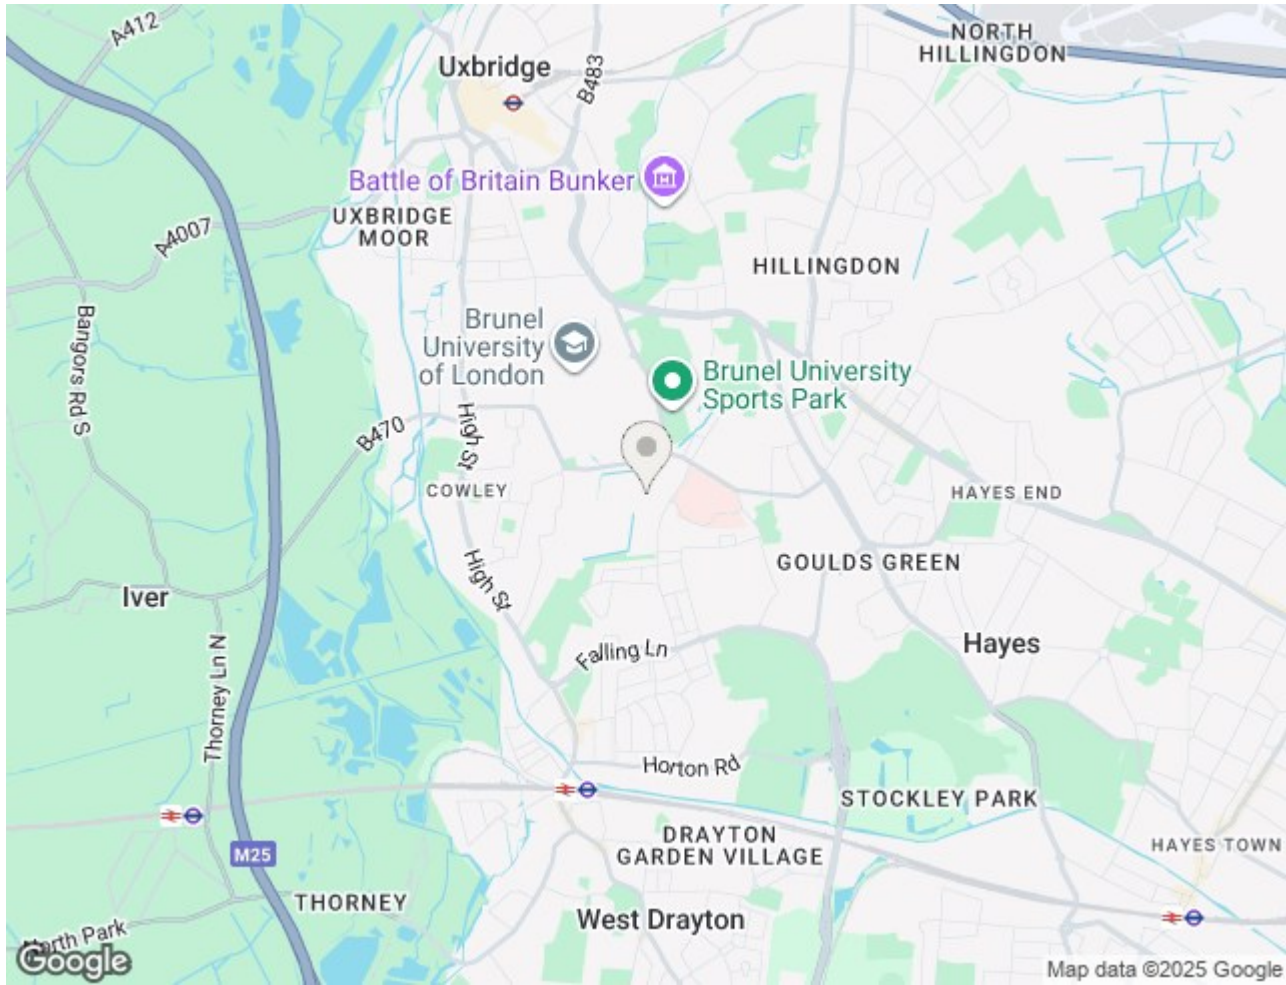 A412
Uxbridge
B483
NORTH
HILLINGDON
Battle of Britain Bunker
UXBRIDGE
MOOR
A4007
HILLINGDON
Bangors Rd S
Brunel
University
of London
Brunel University
Sports Park
High St
B470
COWLEY
HAYES END
High St
GOULDS GREEN
Iver
Thorney Ln N
Falling Ln
Hayes
Horton Rd
STOCKLEY PARK
DRAYTON
GARDEN VILLAGE
HAYES TOWN
M25
THORNEY
West Drayton
North Park
Google
Map data ©2025 Google